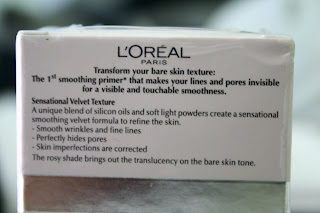 L'ORÉAL
PARIS
Transform your bare skin texture:
The 1st smoothing primer* that makes your lines and pores invisible
for a visible and touchable smoothness.
Sensational Velvet Texture
A unique blend of silicon oils and soft light powders create a sensational
smoothing velvet formula to refine the skin.
- Smooth wrinkles and fine lines
- Perfectly hides pores
- Skin imperfections are corrected
The rosy shade brings out the translucency on the bare skin tone.